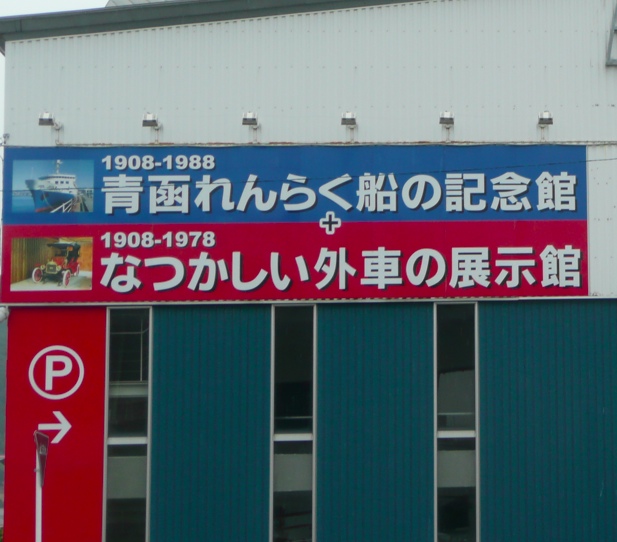 1908-1988
青函れんらく船の記念館
+
1908-1978
なつかしい外車の展示館
P
→